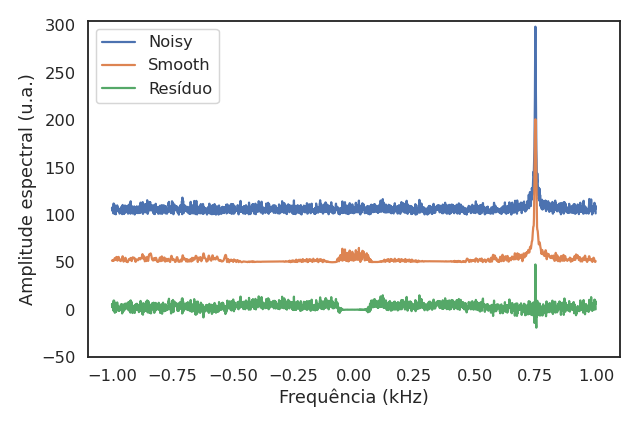 300
250
200
150
100
50
0
−50
Amplitude espectral (u.a.)
Noisy
Smooth
Resíduo
−1.00 −0.75 −0.50 −0.25 0.00 0.25 0.50 0.75 1.00
Frequência (kHz)